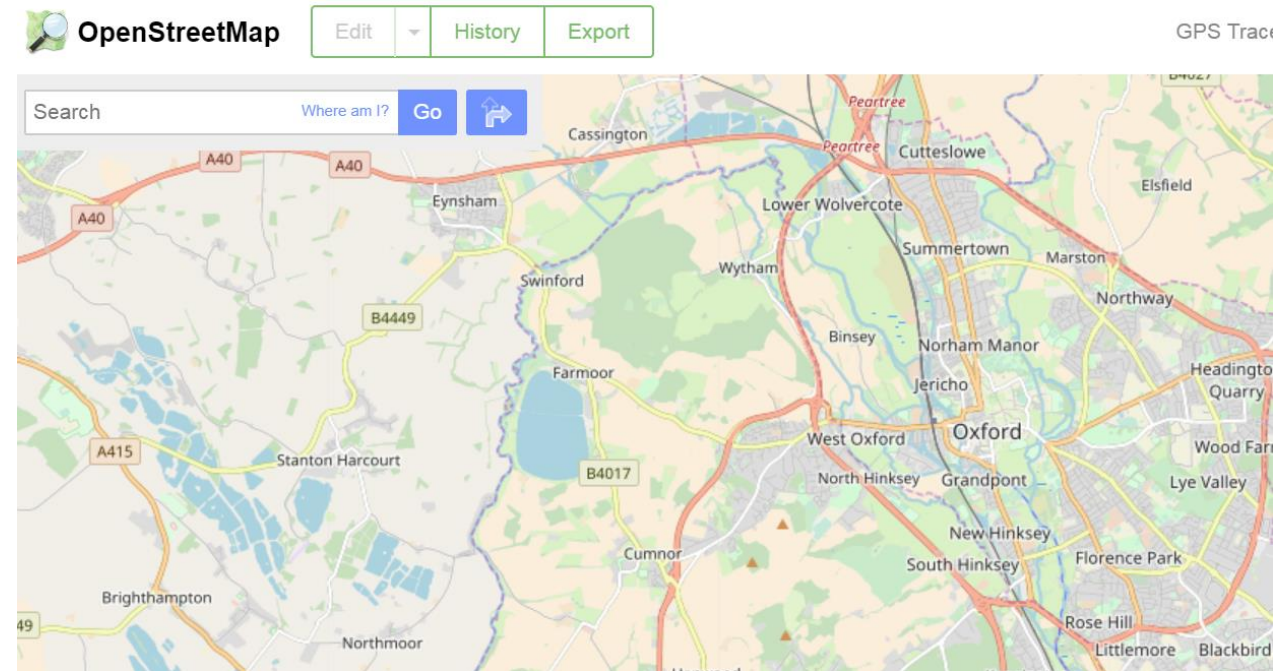 OpenStreetMap
Edit
History
Export
GPS Trace
Search
Where am I?
Go
B4027
Peartree
Cassington
Peartree
Cutteslowe
A40
A40
Elsfield
Eynsham
Lower Wolvercote
A40
Summertown
Marston
Wytham
Swinford
Northway
B4449
Binsey
Norham Manor
Farmoor
Headingto
Quarry
Jericho
Oxford
West Oxford
A415
Wood Far
Stanton Harcourt
B4017
North Hinksey
Grandpont
Lye Valley
New Hinksey
Cumnor
South Hinksey
Florence Park
Brighthampton
49
Rose Hill
Northmoor
Littlemore
Blackbird